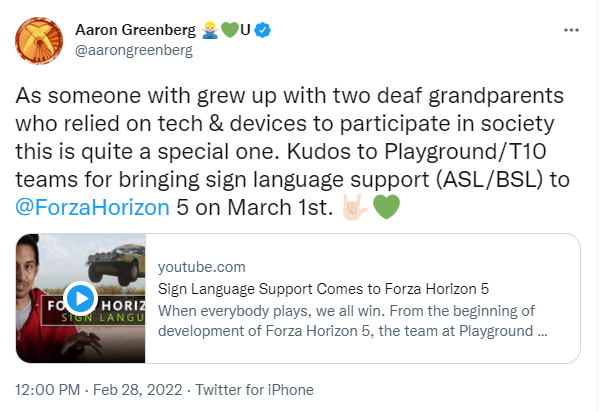 Aaron Greenberg 🙅🏼‍♂️💚U
@aarongreenberg
As someone with grew up with two deaf grandparents
who relied on tech & devices to participate in society
this is quite a special one. Kudos to Playground/T10
teams for bringing sign language support (ASL/BSL) to
@ForzaHorizon 5 on March 1st. 🤟🏻💚
FO HORIZ
SIGN LANGU
youtube.com
Sign Language Support Comes to Forza Horizon 5
When everybody plays, we all win. From the beginning of
development of Forza Horizon 5, the team at Playground ...
12:00 PM · Feb 28, 2022 · Twitter for iPhone